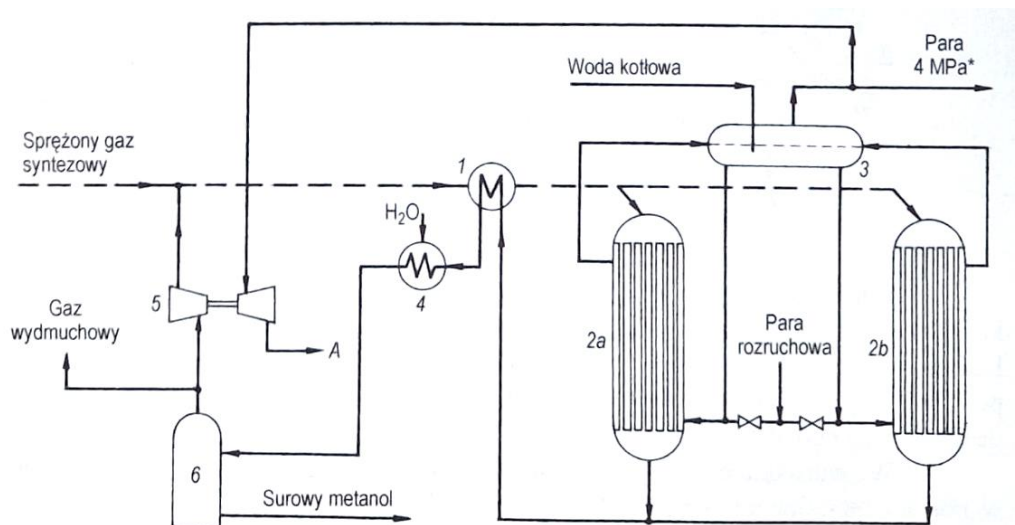 Para
4 MPa*
Woda kotłowa
Sprężony gaz
syntezowy
1
3
H₂O
4
5
Gaz
wydmuchowy
A
2a
Para
rozruchowa
2b
6
Surowy metanol